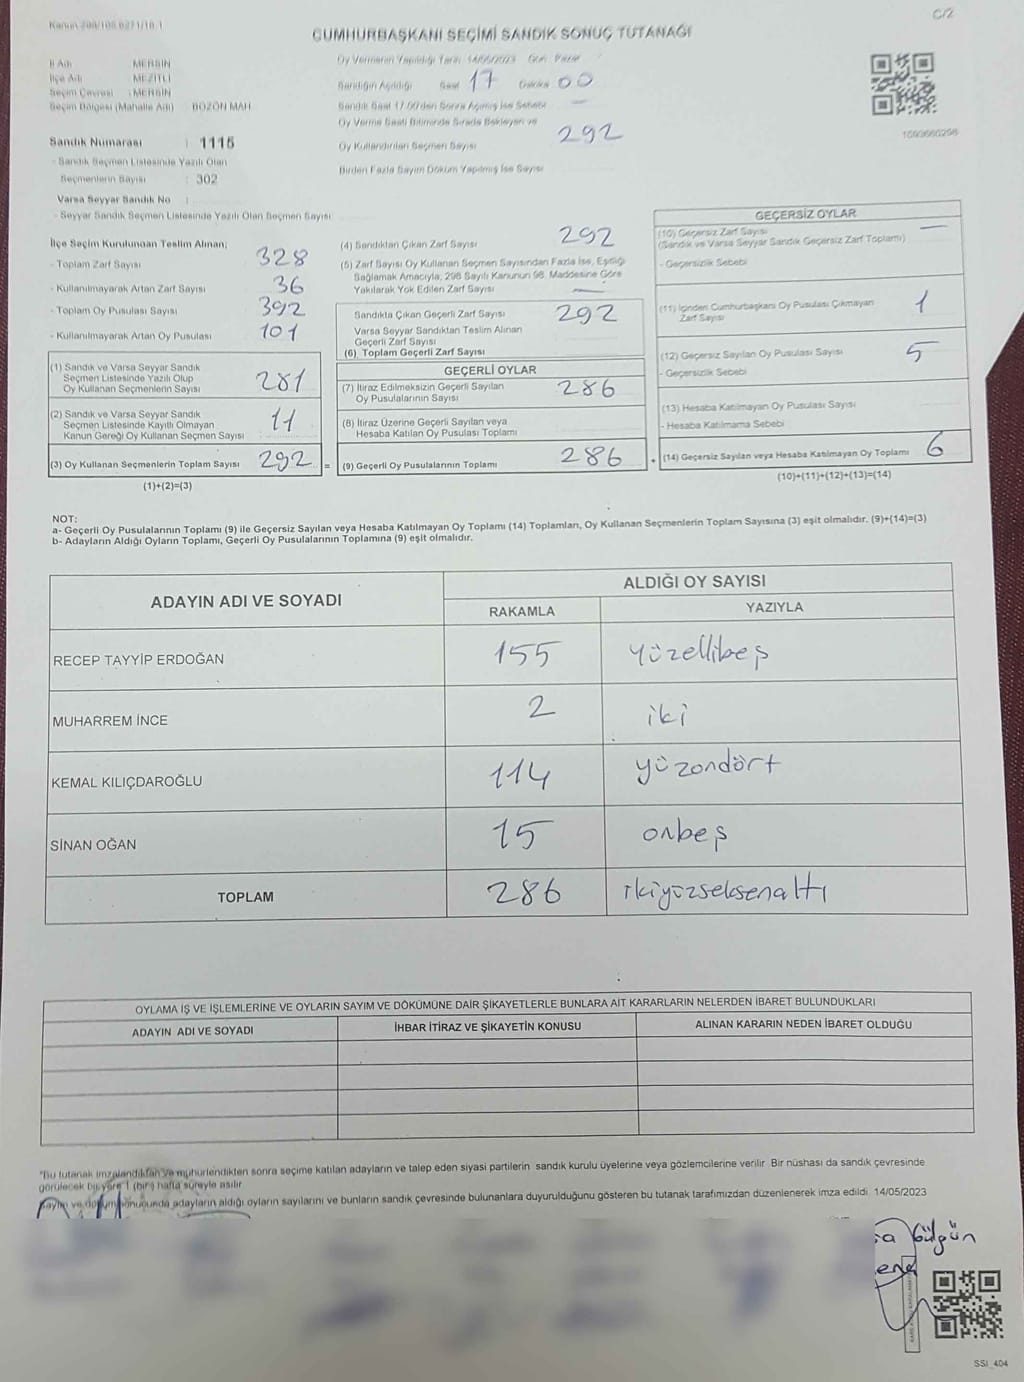 Kanun 298/108,6271/16.1
C/2
CUMHURBAŞKANI SEÇİMİ SANDIK SONUÇ TUTANAĞI
İl Adı MERSİN
İlçe Adı MEZİTLİ
Seçim Çevresi : MERSİN
Seçim Bölgesi (Mahalle Adı) BOZON MAH
Oy Vermenin Yapıldığı Tarih 14/05/2023 Gün Pazar
Sandığın Açıldığı Saat 17 Dakika 00
Sandık Saat 17.00'den Sonra Açılmış İse Sebebi —
Oy Verme Saati Bitiminde Sırada Bekleyen ve
Oy Kullandırılan Seçmen Sayısı 292
Birden Fazla Sayım Döküm Yapılmış İse Sayısı
1093660298
Sandık Numarası : 1115
- Sandık Seçmen Listesinde Yazılı Olan
Seçmenlerin Sayısı : 302
Varsa Seyyar Sandık No :
- Seyyar Sandık Seçmen Listesinde Yazılı Olan Seçmen Sayısı
İlçe Seçim Kurulundan Teslim Alınan;
- Toplam Zarf Sayısı 328
- Kullanılmayarak Artan Zarf Sayısı 36
- Toplam Oy Pusulası Sayısı 392
- Kullanılmayarak Artan Oy Pusulası 101
(1) Sandık ve Varsa Seyyar Sandık
Seçmen Listesinde Yazılı Olup
Oy Kullanan Seçmenlerin Sayısı 281
(2) Sandık ve Varsa Seyyar Sandık
Seçmen Listesinde Kayıtlı Olmayan
Kanun Gereği Oy Kullanan Seçmen Sayısı 11
(3) Oy Kullanan Seçmenlerin Toplam Sayısı 292 =
(1)+(2)=(3)
(4) Sandıktan Çıkan Zarf Sayısı 292
(5) Zarf Sayısı Oy Kullanan Seçmen Sayısından Fazla İse, Eşitliği
Sağlamak Amacıyla, 298 Sayılı Kanunun 98. Maddesine Göre
Yakılarak Yok Edilen Zarf Sayısı —
Sandıkta Çıkan Geçerli Zarf Sayısı 292
Varsa Seyyar Sandıktan Teslim Alınan
Geçerli Zarf Sayısı
(6) Toplam Geçerli Zarf Sayısı
GEÇERLİ OYLAR
(7) İtiraz Edilmeksizin Geçerli Sayılan
Oy Pusulalarının Sayısı 286
(8) İtiraz Üzerine Geçerli Sayılan veya
Hesaba Katılan Oy Pusulası Toplamı
(9) Geçerli Oy Pusulalarının Toplamı 286 +
GEÇERSİZ OYLAR
(10) Geçersiz Zarf Sayısı —
(Sandık ve Varsa Seyyar Sandık Geçersiz Zarf Toplamı)
- Geçersizlik Sebebi
(11) İçinden Cumhurbaşkanı Oy Pusulası Çıkmayan
Zarf Sayısı 1
(12) Geçersiz Sayılan Oy Pusulası Sayısı 5
- Geçersizlik Sebebi
(13) Hesaba Katılmayan Oy Pusulası Sayısı
- Hesaba Katılmama Sebebi
(14) Geçersiz Sayılan veya Hesaba Katılmayan Oy Toplamı 6
(10)+(11)+(12)+(13)=(14)
NOT:
a- Geçerli Oy Pusulalarının Toplamı (9) ile Geçersiz Sayılan veya Hesaba Katılmayan Oy Toplamı (14) Toplamları, Oy Kullanan Seçmenlerin Toplam Sayısına (3) eşit olmalıdır. (9)+(14)=(3)
b- Adayların Aldığı Oyların Toplamı, Geçerli Oy Pusulalarının Toplamına (9) eşit olmalıdır.
ADAYIN ADI VE SOYADI
ALDIĞI OY SAYISI
RAKAMLA YAZIYLA
RECEP TAYYİP ERDOĞAN 155 yüzellibeş
MUHARREM İNCE 2 iki
KEMAL KILIÇDAROĞLU 114 yüzondört
SİNAN OĞAN 15 onbeş
TOPLAM 286 ikiyüzseksenaltı
OYLAMA İŞ VE İŞLEMLERİNE VE OYLARIN SAYIM VE DÖKÜMÜNE DAİR ŞİKAYETLERLE BUNLARA AİT KARARLARIN NELERDEN İBARET BULUNDUKLARI
ADAYIN ADI VE SOYADI İHBAR İTİRAZ VE ŞİKAYETİN KONUSU ALINAN KARARIN NEDEN İBARET OLDUĞU
*Bu tutanak imzalandıktan ve mühürlendikten sonra seçime katılan adayların ve talep eden siyasi partilerin sandık kurulu üyelerine veya gözlemcilerine verilir. Bir nüshası da sandık çevresinde
görülecek bir yere 1 (bir) hafta süreyle asılır
Sayım ve döküm sonucunda adayların aldığı oyların sayılarını ve bunların sandık çevresinde bulunanlara duyurulduğunu gösteren bu tutanak tarafımızdan düzenlenerek imza edildi. 14/05/2023
Gülgün
SSİ_404